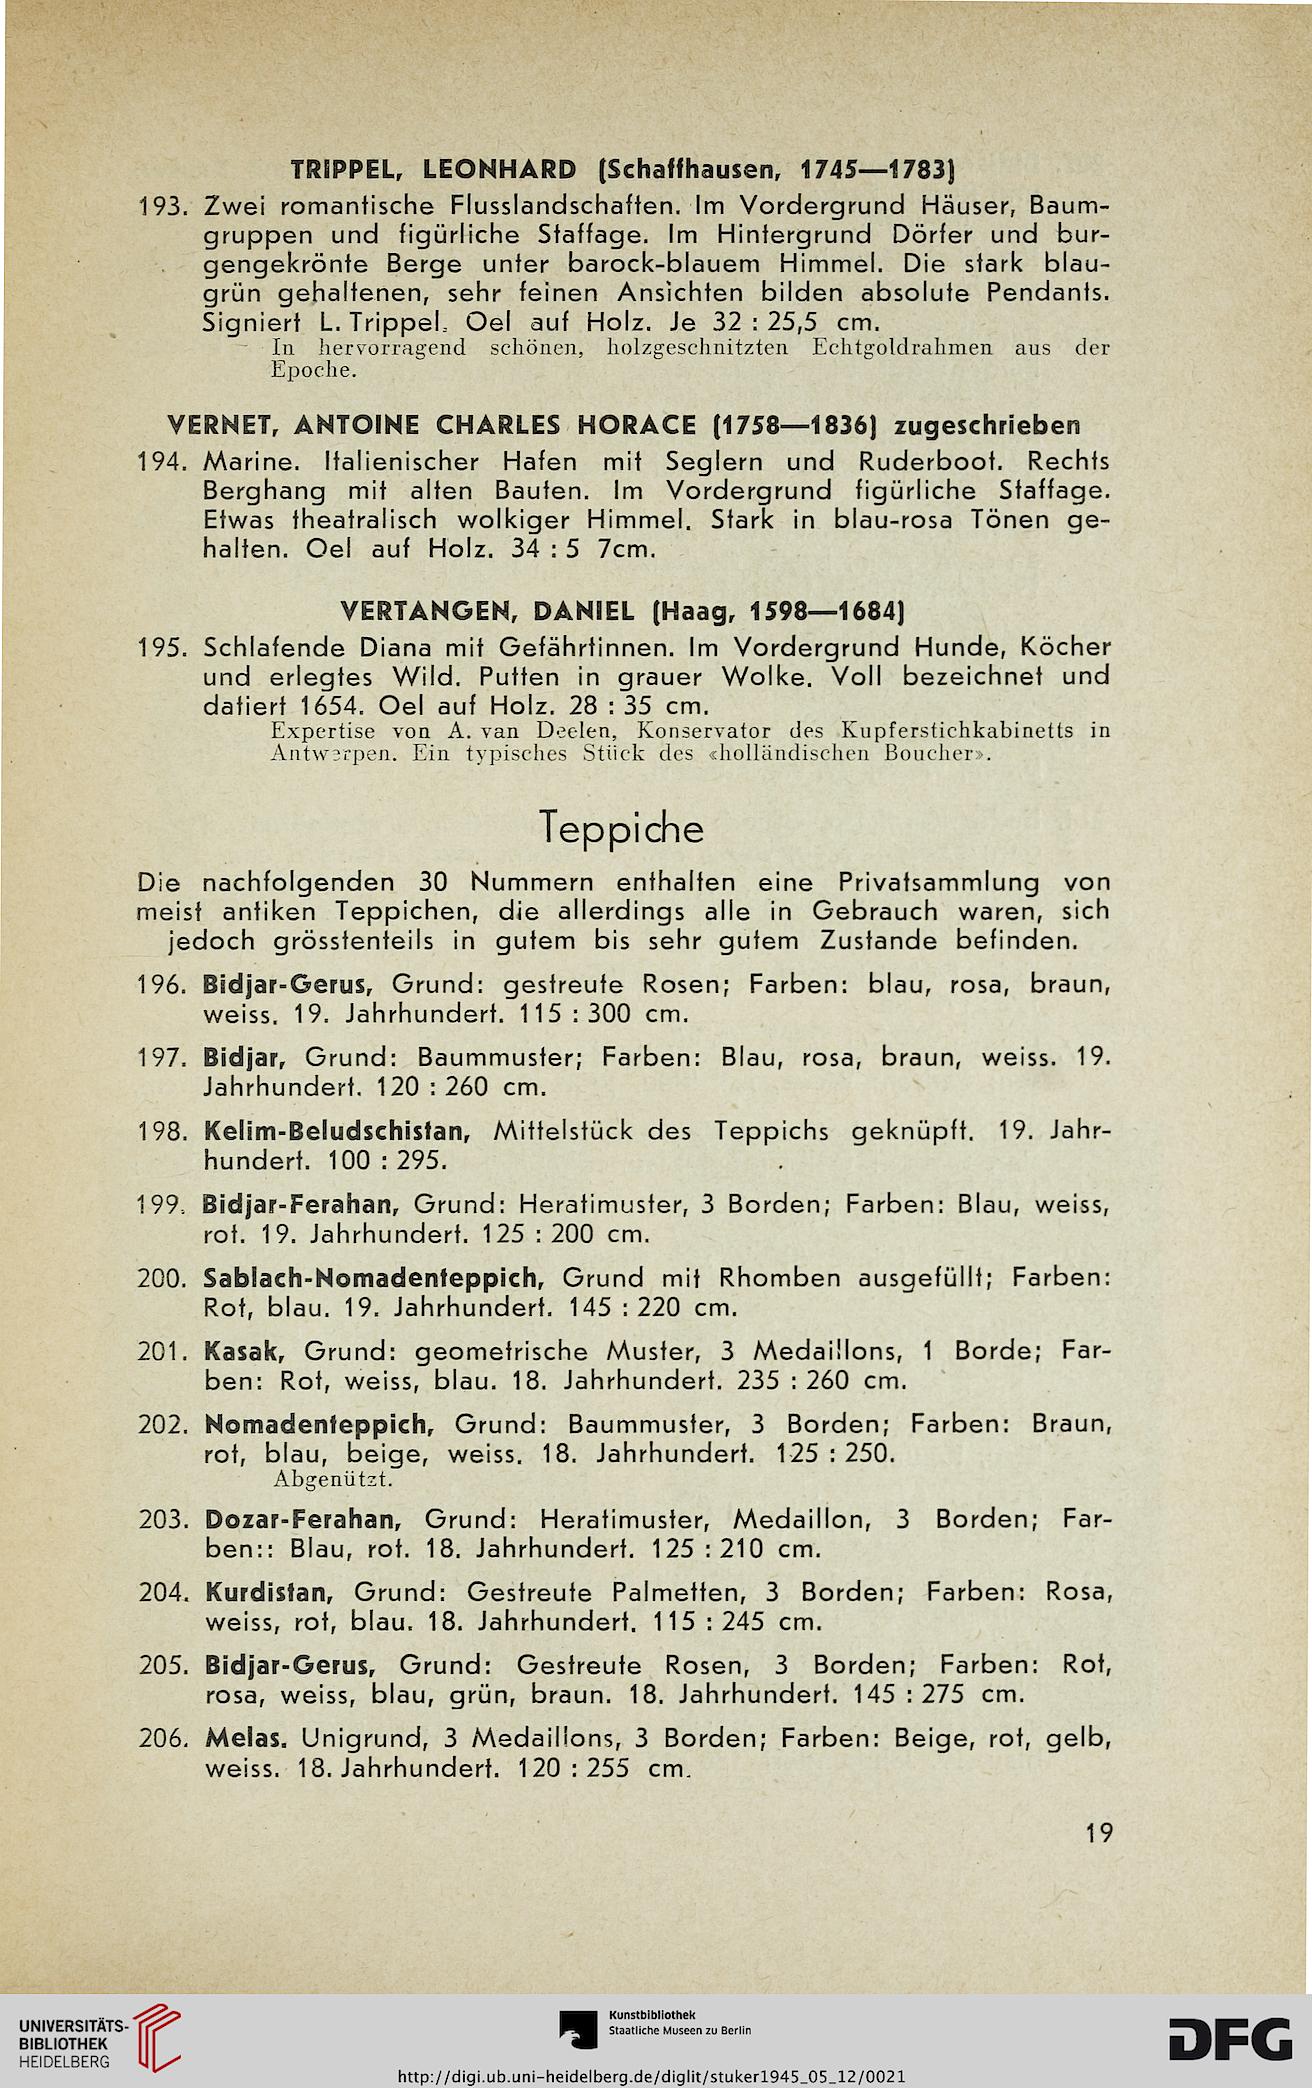 TRIPPEL, LEONHARD (Schaffhausen, 1745—1783)
193. Zwei romantische Flusslandschaften. Im Vordergrund Häuser, Baum-
gruppen und figürliche Staffage. Im Hintergrund Dörfer und bur-
gengekrönte Berge unter barock-blauem Himmel. Die stark blau-
grün gehaltenen, sehr feinen Ansichten bilden absolute Pendants.
Signiert L. Trippel. Oel auf Holz. Je 32 : 25,5 cm.
In hervorragend schönen, holzgeschnitzten Echtgoldrahmen aus der
Epoche.
VERNET, ANTOINE CHARLES HORACE (1758—1836) zugeschrieben
194. Marine. Italienischer Hafen mit Seglern und Ruderboot. Rechts
Berghang mit alten Bauten. Im Vordergrund figürliche Staffage.
Etwas theatralisch wolkiger Himmel. Stark in blau-rosa Tönen ge-
halten. Oel auf Holz. 34 : 5 7cm.
VERTANGEN, DANIEL (Haag, 1598—1684)
195. Schlafende Diana mit Gefährtinnen. Im Vordergrund Hunde, Köcher
und erlegtes Wild. Putten in grauer Wolke. Voll bezeichnet und
datiert 1654. Oel auf Holz. 28 : 35 cm.
Expertise von A. van Deelen, Konservator des Kupferstichkabinetts in
Antwerpen. Ein typisches Stück des «holländischen Boucher».
Teppiche
Die nachfolgenden 30 Nummern enthalten eine Privatsammlung von
meist antiken Teppichen, die allerdings alle in Gebrauch waren, sich
jedoch grösstenteils in gutem bis sehr gutem Zustande befinden.
196. Bidjar-Gerus, Grund: gestreute Rosen; Farben: blau, rosa, braun,
weiss. 19. Jahrhundert. 115 : 300 cm.
197. Bidjar, Grund: Baummuster; Farben: Blau, rosa, braun, weiss. 19.
Jahrhundert. 120 : 260 cm.
198. Kelim-Beludschistan, Mittelstück des Teppichs geknüpft. 19. Jahr-
hundert. 100 : 295.
199. Bidjar-Ferahan, Grund: Heratimuster, 3 Borden; Farben: Blau, weiss,
rot. 19. Jahrhundert. 125 : 200 cm.
200. Sablach-Nomadenteppich, Grund mit Rhomben ausgefüllt; Farben:
Rot, blau. 19. Jahrhundert. 145 : 220 cm.
201. Kasak, Grund: geometrische Muster, 3 Medaillons, 1 Borde; Far-
ben: Rot, weiss, blau. 18. Jahrhundert. 235 : 260 cm.
202. Nomadenteppich, Grund: Baummuster, 3 Borden; Farben: Braun,
rot, blau, beige, weiss. 18. Jahrhundert. 125 : 250.
Abgenützt.
203. Dozar-Ferahan, Grund: Heratimuster, Medaillon, 3 Borden; Far-
ben:: Blau, rot. 18. Jahrhundert. 125 : 210 cm.
204. Kurdistan, Grund: Gestreute Palmetten, 3 Borden; Farben: Rosa,
weiss, rot, blau. 18. Jahrhundert. 115 : 245 cm.
205. Bidjar-Gerus, Grund: Gestreute Rosen, 3 Borden; Farben: Rot,
rosa, weiss, blau, grün, braun. 18. Jahrhundert. 145 : 275 cm.
206. Melas. Unigrund, 3 Medaillons, 3 Borden; Farben: Beige, rot, gelb,
weiss. 18. Jahrhundert. 120 : 255 cm.
19
UNIVERSITÄTS-
BIBLIOTHEK
HEIDELBERG
Kunstbibliothek
Staatliche Museen zu Berlin
DFG
http://digi.ub.uni-heidelberg.de/diglit/stuker1945_05_12/0021